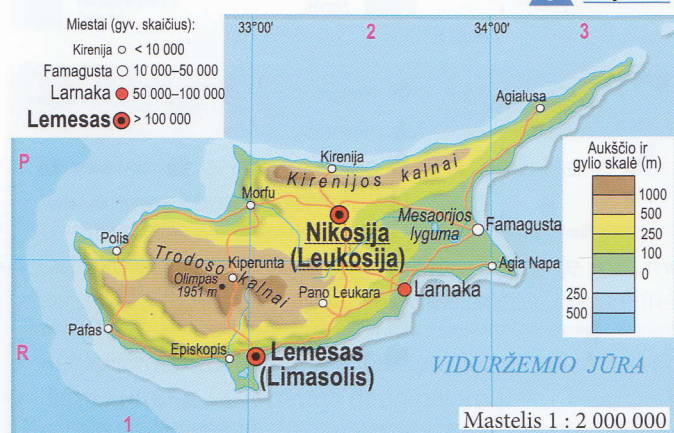 Miestai (gyv. skaičius):
Kirenija < 10 000
Famagusta 10 000–50 000
Larnaka 50 000–100 000
Lemesas > 100 000
33°00′
2
34°00′
3
Agialusa
Aukščio ir
gylio skalė (m)
1000
500
250
100
0
250
500
P
Kirenija
Kirenijos kalnai
Morfu
Nikosija
(Leukosija)
Mesaorijos
lyguma
Famagusta
Polis
Trodoso kalnai
Kiperunta
Olimpas
1951 m
Agia Napa
Pano Leukara
Larnaka
Pafas
R
Episkopis
Lemesas
(Limasolis)
VIDURŽEMIO JŪRA
1
Mastelis 1 : 2 000 000